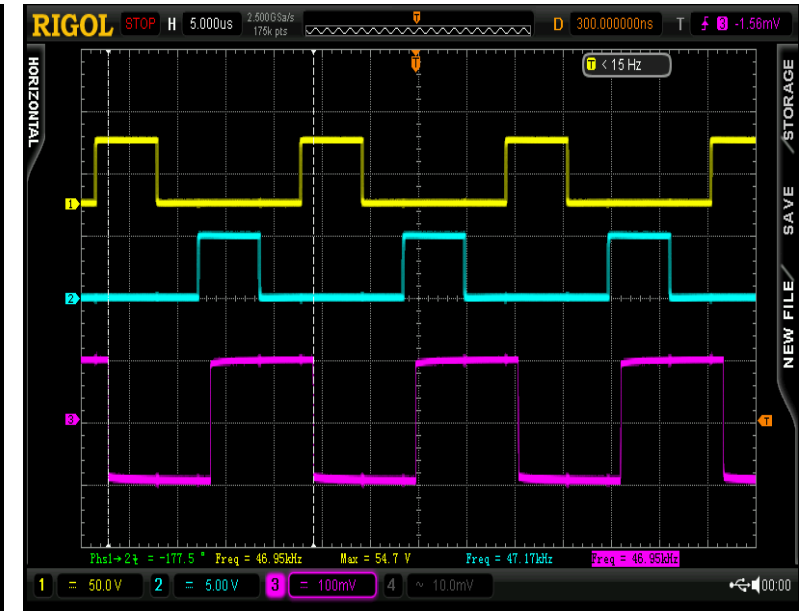 RIGOL STOP H 5.000us 2.500GSa/s 175k pts D 300.000000ns T 3 -1.56mV
T < 15 Hz
HORIZONTAL
STORAGE
SAVE
NEW FILE
T
1
2
3
T
Phs1→2 = -177.5 ° Freq = 46.95kHz Max = 54.7 V Freq = 47.17kHz Freq = 46.95kHz
1 = 50.0 V 2 = 5.00 V 3 = 100mV 4 ~ 10.0mV 00:00